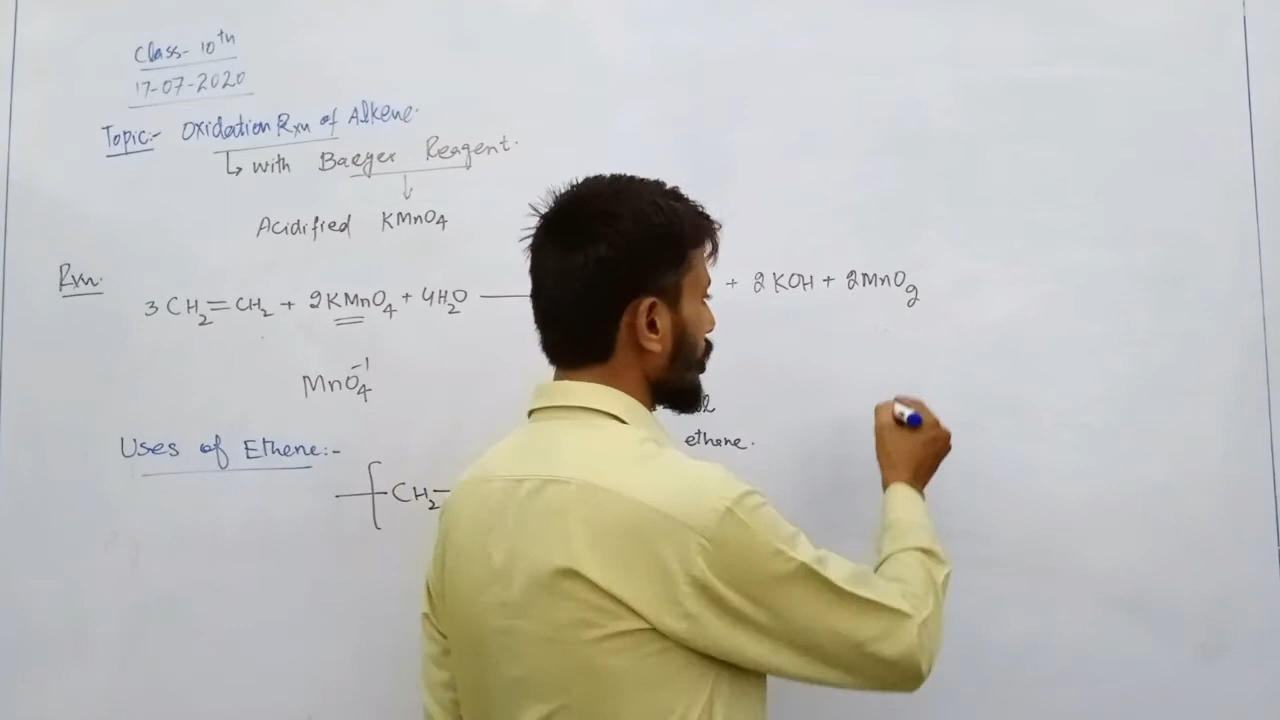 Class- 10th
17-07-2020
Topic:- Oxidation Rxn of Alkene.
↳ with Baeyer Reagent.
↓
Acidified KMnO4
Rxn.
3CH2=CH2 + 2KMnO4 + 4H2O — + 2KOH + 2MnO2
MnO4-1
ethene.
Uses of Ethene:-
CH2-